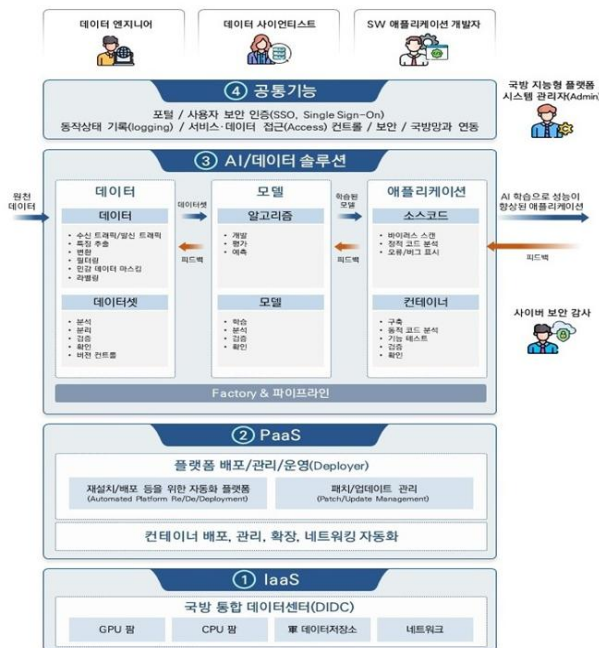 데이터 엔지니어
데이터 사이언티스트
SW 애플리케이션 개발자
④ 공통기능
포털 / 사용자 보안 인증(SSO, Single Sign-On)
동작상태 기록(logging) / 서비스·데이터 접근(Access) 컨트롤 / 보안 / 국방망과 연동
국방 지능형 플랫폼
시스템 관리자(Admin)
③ AI/데이터 솔루션
원천
데이터
데이터
데이터
• 수신 트래픽/발신 트래픽
• 특징 추출
• 변환
• 필터링
• 민감 데이터 마스킹
• 라벨링
데이터셋
• 분석
• 분리
• 검증
• 확인
• 버전 컨트롤
데이터셋
피드백
모델
알고리즘
• 개발
• 평가
• 예측
모델
• 학습
• 분석
• 검증
• 확인
학습된
모델
피드백
애플리케이션
소스코드
• 바이러스 스캔
• 정적 코드 분석
• 오류/버그 표시
컨테이너
• 구축
• 동적 코드 분석
• 기능 테스트
• 검증
• 확인
AI 학습으로 성능이
향상된 애플리케이션
피드백
사이버 보안 감사
Factory & 파이프라인
② PaaS
플랫폼 배포/관리/운영(Deployer)
재설치/배포 등을 위한 자동화 플랫폼
(Automated Platform Re/De/Deployment)
패치/업데이트 관리
(Patch/Update Management)
컨테이너 배포, 관리, 확장, 네트워킹 자동화
① IaaS
국방 통합 데이터센터(DIDC)
GPU 팜
CPU 팜
軍 데이터저장소
네트워크